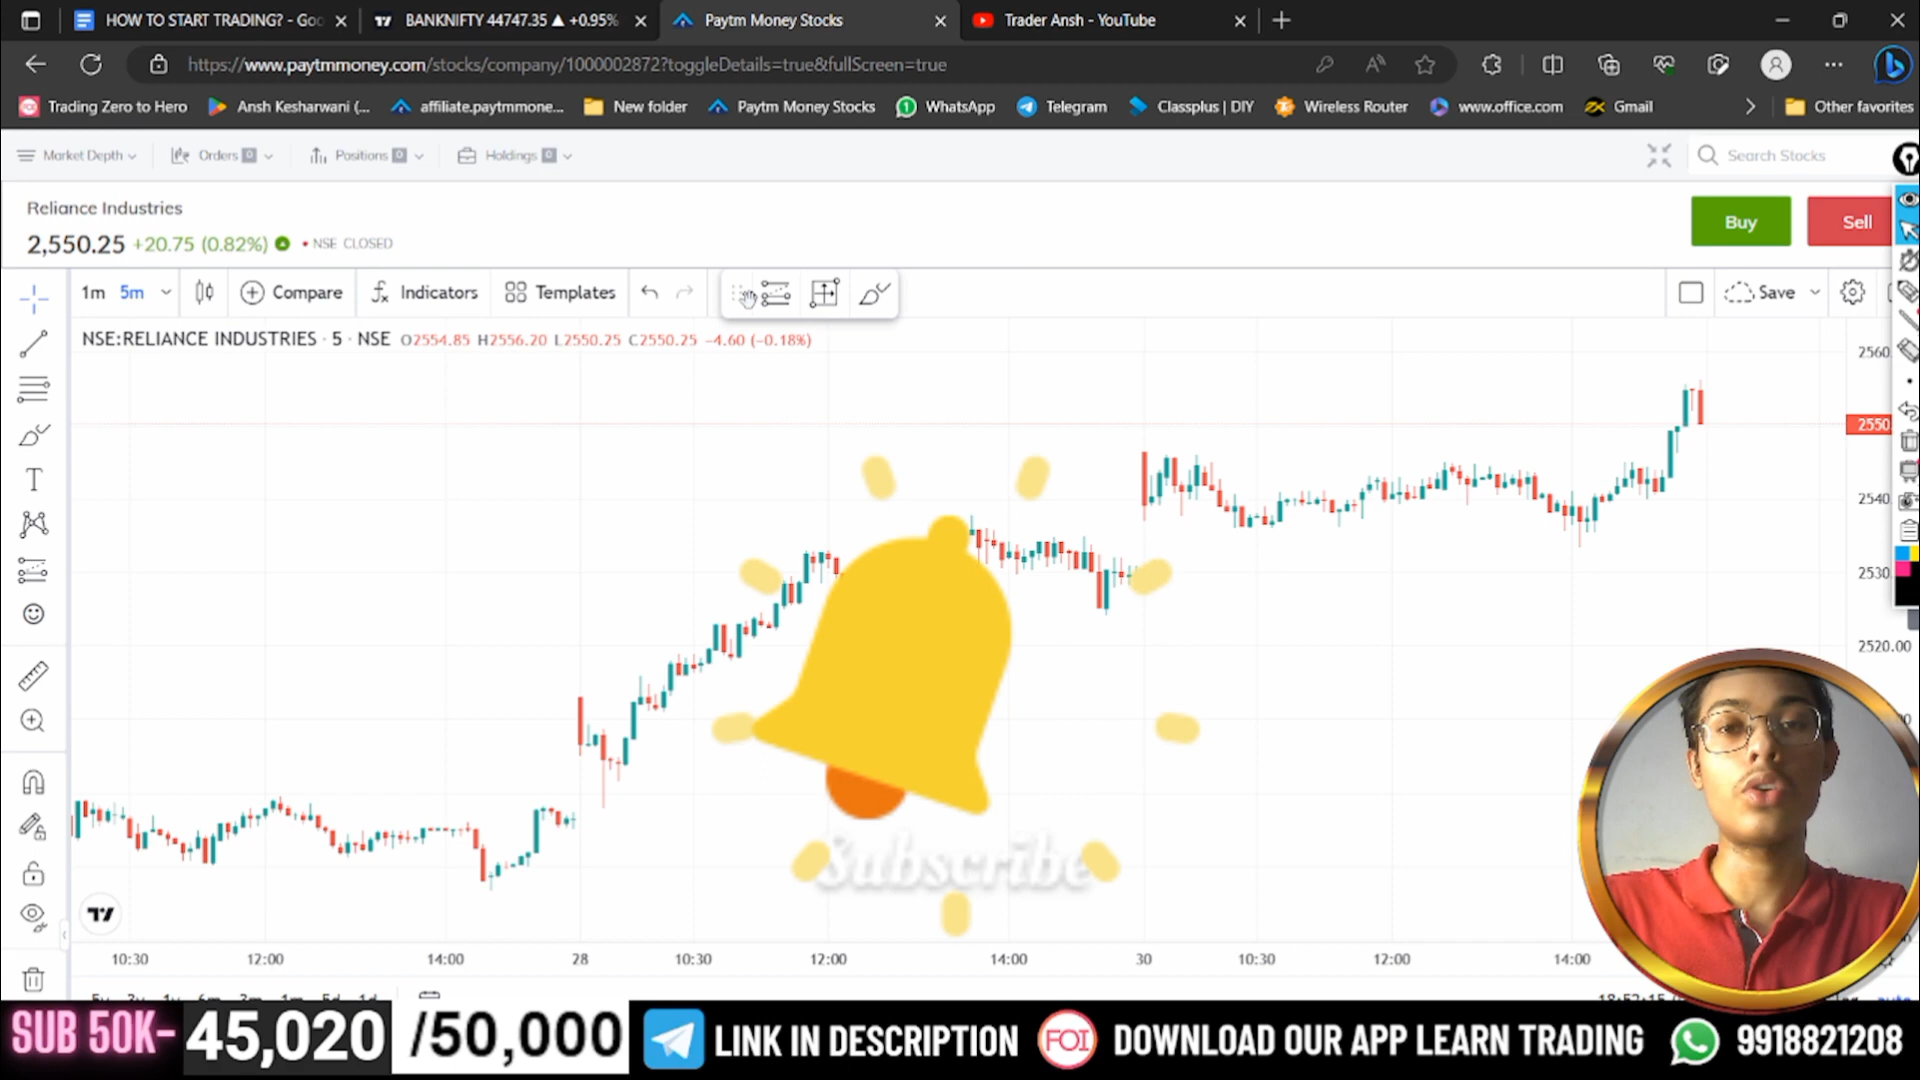 HOW TO START TRADING? - Goo
BANKNIFTY 44747.35 ▲ +0.95%
Paytm Money Stocks
Trader Ansh - YouTube
https://www.paytmmoney.com/stocks/company/1000002872?toggleDetails=true&fullScreen=true
Trading Zero to Hero
Ansh Kesharwani (...
affiliate.paytmmone...
New folder
Paytm Money Stocks
WhatsApp
Telegram
Classplus | DIY
Wireless Router
www.office.com
Gmail
Other favorites
Market Depth
Orders 0
Positions 0
Holdings 0
Search Stocks
Reliance Industries
2,550.25 +20.75 (0.82%) • NSE CLOSED
Buy
Sell
1m 5m
Compare
Indicators
Templates
Save
NSE:RELIANCE INDUSTRIES · 5 · NSE O2554.85 H2556.20 L2550.25 C2550.25 −4.60 (−0.18%)
2560.
2550
2540
2530
2520.00
Subscribe
10:30 12:00 14:00 28 10:30 12:00 14:00 30 10:30 12:00 14:00
SUB 50K- 45,020 /50,000
LINK IN DESCRIPTION
FOI
DOWNLOAD OUR APP LEARN TRADING
9918821208